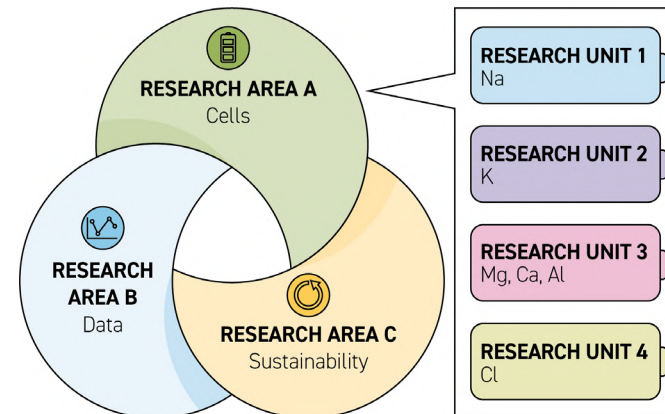 RESEARCH AREA A
Cells
RESEARCH
AREA B
Data
RESEARCH AREA C
Sustainability
RESEARCH UNIT 1
Na
RESEARCH UNIT 2
K
RESEARCH UNIT 3
Mg, Ca, Al
RESEARCH UNIT 4
Cl